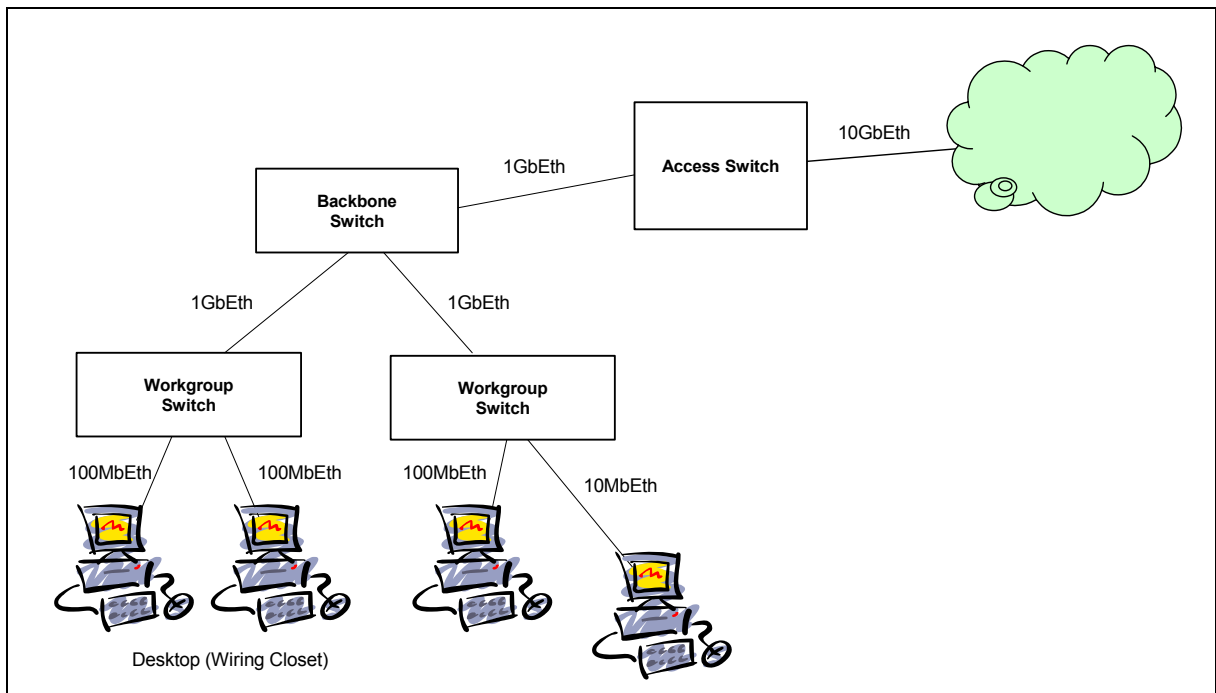 10GbEth
1GbEth
Access Switch
Backbone
Switch
1GbEth
1GbEth
Workgroup
Switch
Workgroup
Switch
100MbEth
100MbEth
100MbEth
10MbEth
Desktop (Wiring Closet)